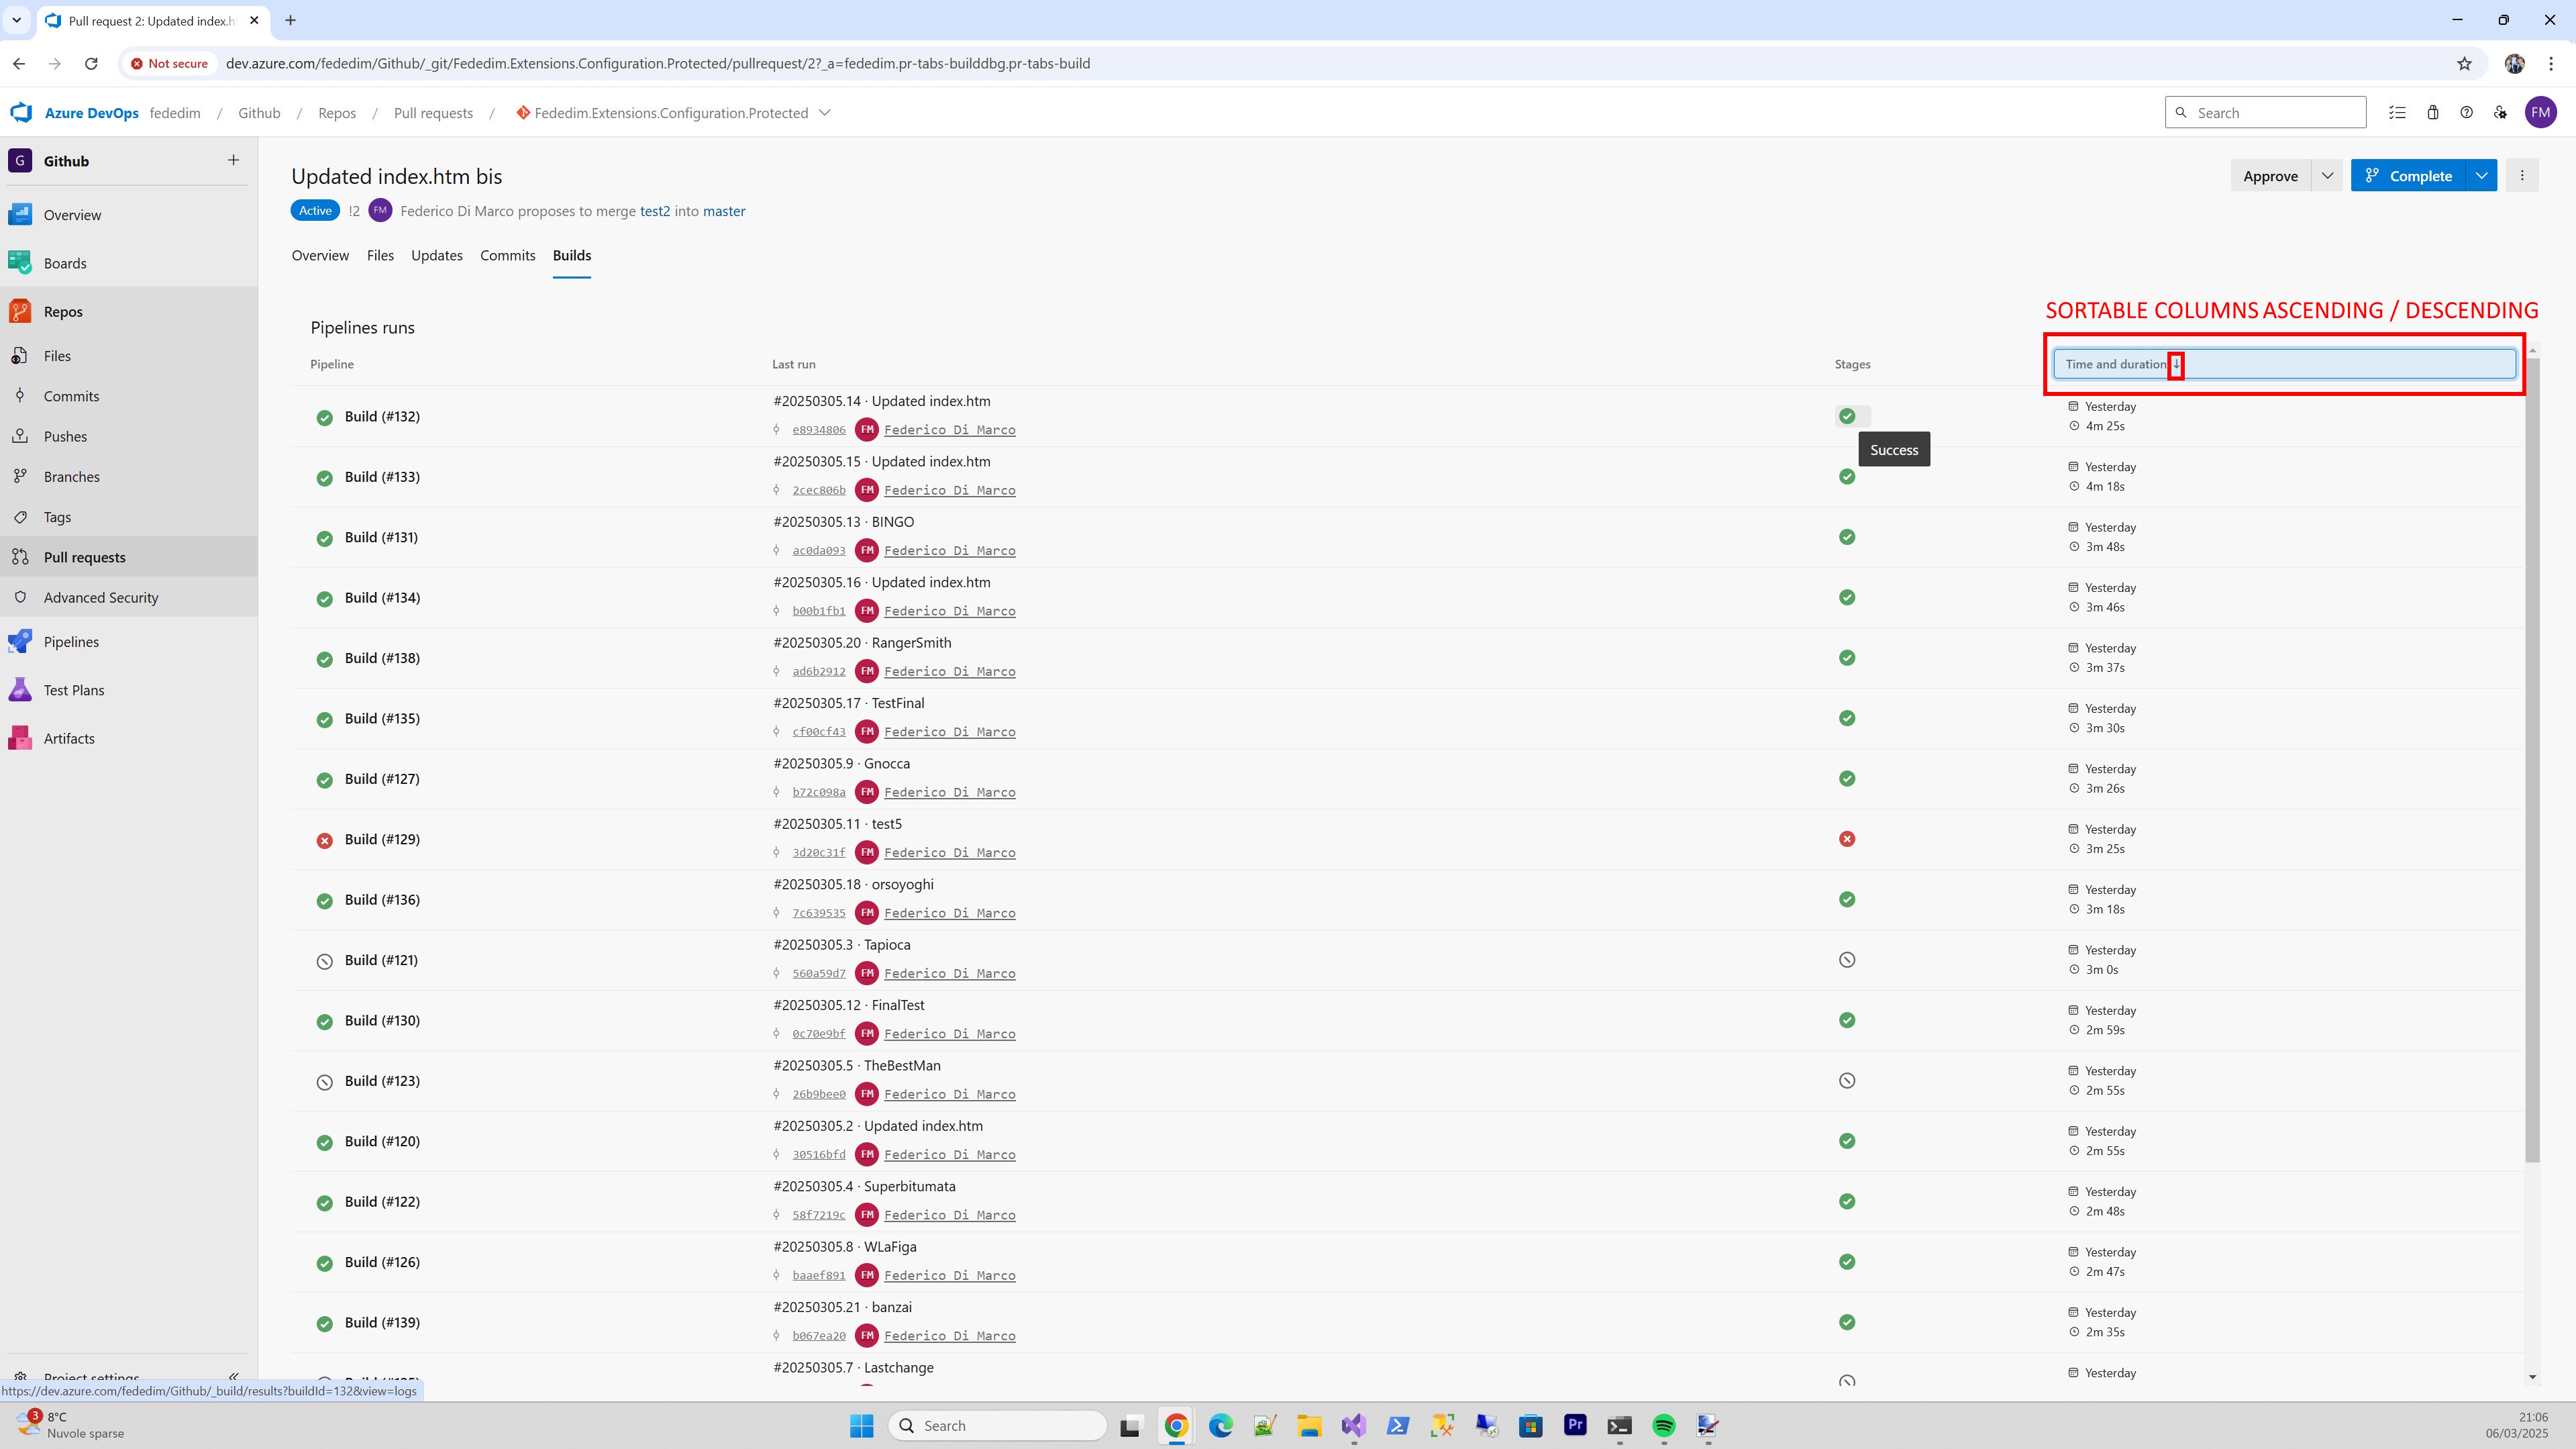 Pull request 2: Updated index.h
Not secure
dev.azure.com/fededim/Github/_git/Fededim.Extensions.Configuration.Protected/pullrequest/2?_a=fededim.pr-tabs-builddbg.pr-tabs-build
Azure DevOps fededim / Github / Repos / Pull requests / Fededim.Extensions.Configuration.Protected
Search
FM
G Github
Overview
Boards
Repos
Files
Commits
Pushes
Branches
Tags
Pull requests
Advanced Security
Pipelines
Test Plans
Artifacts
Updated index.htm bis
Approve
Complete
Active !2 FM Federico Di Marco proposes to merge test2 into master
Overview Files Updates Commits Builds
SORTABLE COLUMNS ASCENDING / DESCENDING
Pipelines runs
Pipeline Last run Stages Time and duration ↓
Build (#132)
#20250305.14 · Updated index.htm
e8934806 FM Federico Di Marco
Yesterday
4m 25s
Success
Build (#133)
#20250305.15 · Updated index.htm
2cec806b FM Federico Di Marco
Yesterday
4m 18s
Build (#131)
#20250305.13 · BINGO
ac0da093 FM Federico Di Marco
Yesterday
3m 48s
Build (#134)
#20250305.16 · Updated index.htm
b00b1fb1 FM Federico Di Marco
Yesterday
3m 46s
Build (#138)
#20250305.20 · RangerSmith
ad6b2912 FM Federico Di Marco
Yesterday
3m 37s
Build (#135)
#20250305.17 · TestFinal
cf00cf43 FM Federico Di Marco
Yesterday
3m 30s
Build (#127)
#20250305.9 · Gnocca
b72c098a FM Federico Di Marco
Yesterday
3m 26s
Build (#129)
#20250305.11 · test5
3d20c31f FM Federico Di Marco
Yesterday
3m 25s
Build (#136)
#20250305.18 · orsoyoghi
7c639535 FM Federico Di Marco
Yesterday
3m 18s
Build (#121)
#20250305.3 · Tapioca
560a59d7 FM Federico Di Marco
Yesterday
3m 0s
Build (#130)
#20250305.12 · FinalTest
0c70e9bf FM Federico Di Marco
Yesterday
2m 59s
Build (#123)
#20250305.5 · TheBestMan
26b9bee0 FM Federico Di Marco
Yesterday
2m 55s
Build (#120)
#20250305.2 · Updated index.htm
30516bfd FM Federico Di Marco
Yesterday
2m 55s
Build (#122)
#20250305.4 · Superbitumata
58f7219c FM Federico Di Marco
Yesterday
2m 48s
Build (#126)
#20250305.8 · WLaFiga
baaef891 FM Federico Di Marco
Yesterday
2m 47s
Build (#139)
#20250305.21 · banzai
b067ea20 FM Federico Di Marco
Yesterday
2m 35s
#20250305.7 · Lastchange
Yesterday
Project settings
https://dev.azure.com/fededim/Github/_build/results?buildId=132&view=logs
3
8°C
Nuvole sparse
Search
Pr
21:06
06/03/2025